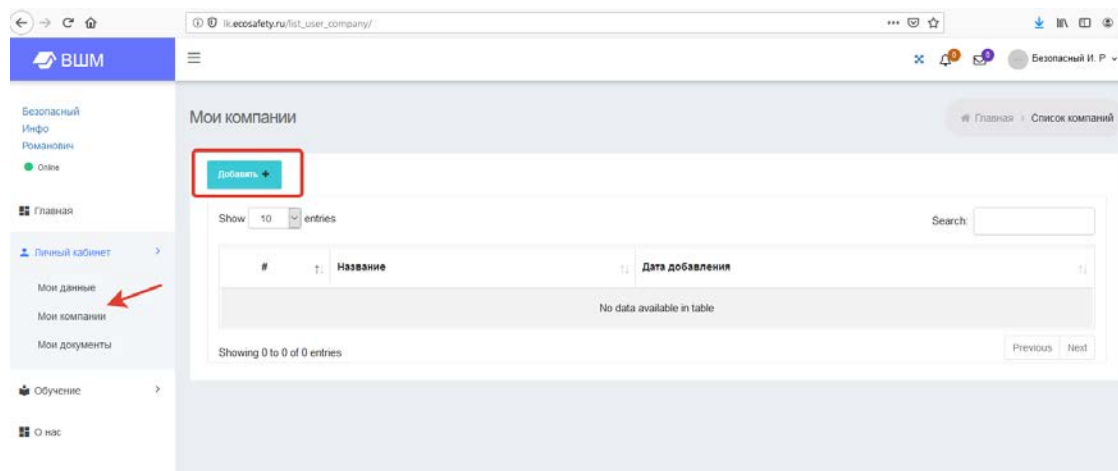 lk.ecosafety.ru/list_user_company/
ВШМ
0
0
Безопасный И. Р
Безопасный
Инфо
Романович
Online
Главная
Личный кабинет
Мои данные
Мои компании
Мои документы
Обучение
О нас
Мои компании
Главная
Список компаний
Добавить +
Show 10 entries
Search:
# Название Дата добавления
No data available in table
Showing 0 to 0 of 0 entries
Previous Next